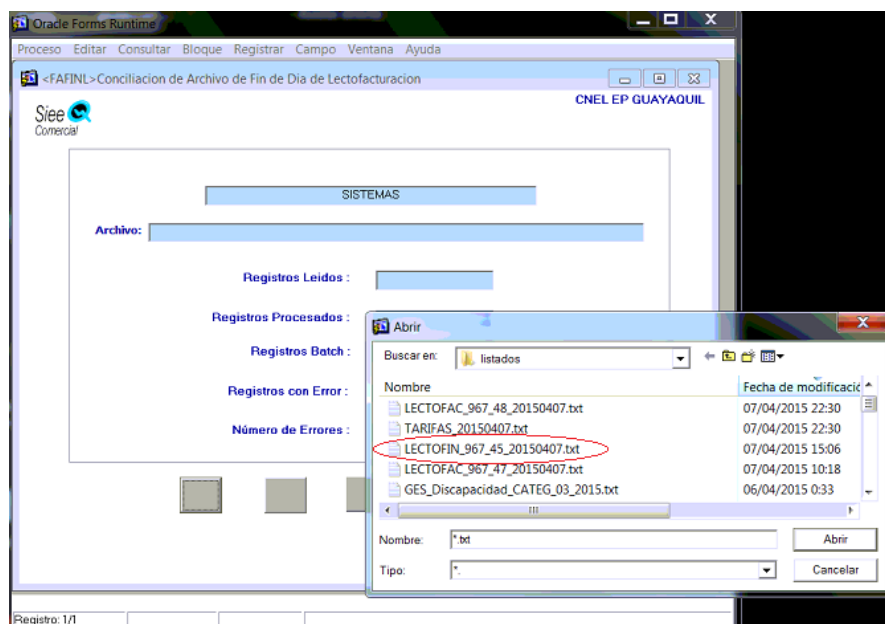 Oracle Forms Runtime
Proceso Editar Consultar Bloque Registrar Campo Ventana Ayuda
<FAFINL>Conciliacion de Archivo de Fin de Dia de Lectofacturacion
CNEL EP GUAYAQUIL
Siee
Comercial
SISTEMAS
Archivo:
Registros Leidos :
Registros Procesados :
Registros Batch :
Registros con Error :
Número de Errores :
Abrir
Buscar en: listados
Nombre Fecha de modificació
LECTOFAC_967_48_20150407.txt 07/04/2015 22:30
TARIFAS_20150407.txt 07/04/2015 22:30
LECTOFIN_967_45_20150407.txt 07/04/2015 15:06
LECTOFAC_967_47_20150407.txt 07/04/2015 10:18
GES_Discapacidad_CATEG_03_2015.txt 06/04/2015 0:33
Nombre: *.txt Abrir
Tipo: *. Cancelar
Registro: 1/1